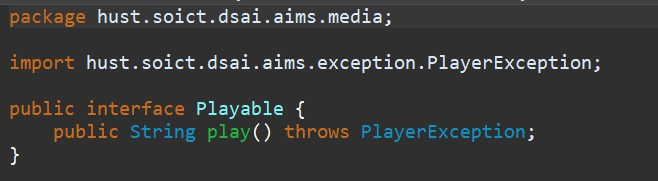 package hust.soict.dsai.aims.media;
import hust.soict.dsai.aims.exception.PlayerException;
public interface Playable {
public String play() throws PlayerException;
}